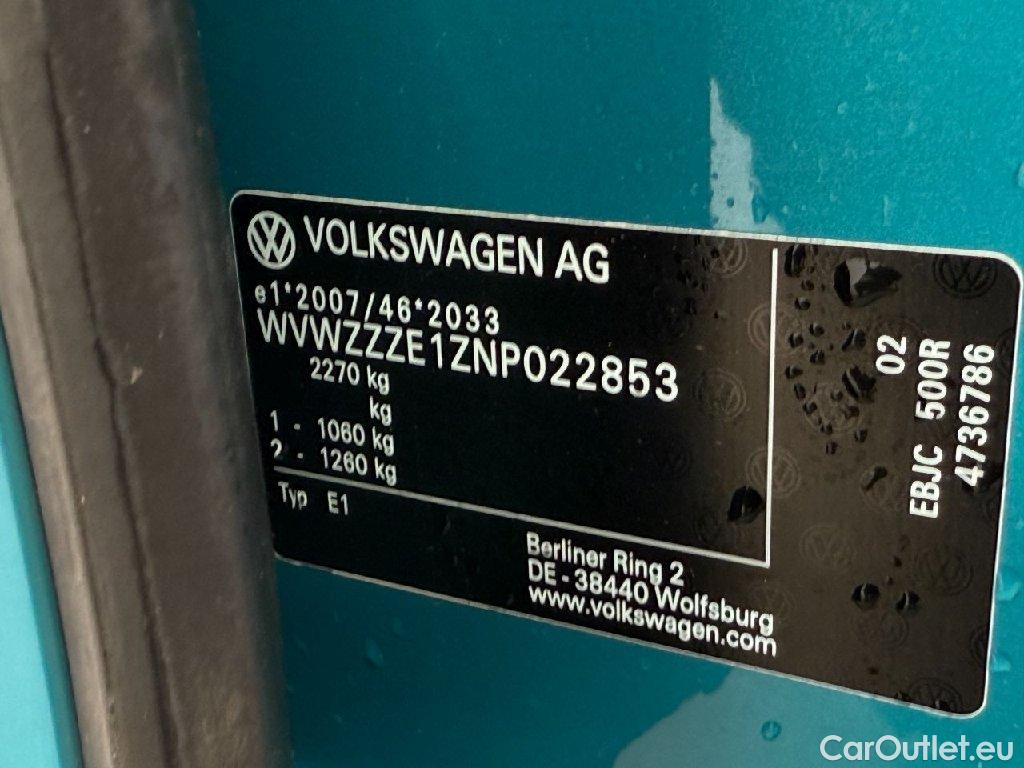 VOLKSWAGEN AG
e1*2007/46*2033
WVWZZZE1ZNP022853
2270 kg
kg
1 - 1060 kg
2 - 1260 kg
Typ E1
Berliner Ring 2
DE - 38440 Wolfsburg
www.volkswagen.com
02
EBJC 500R
4736786
CarOutlet.eu